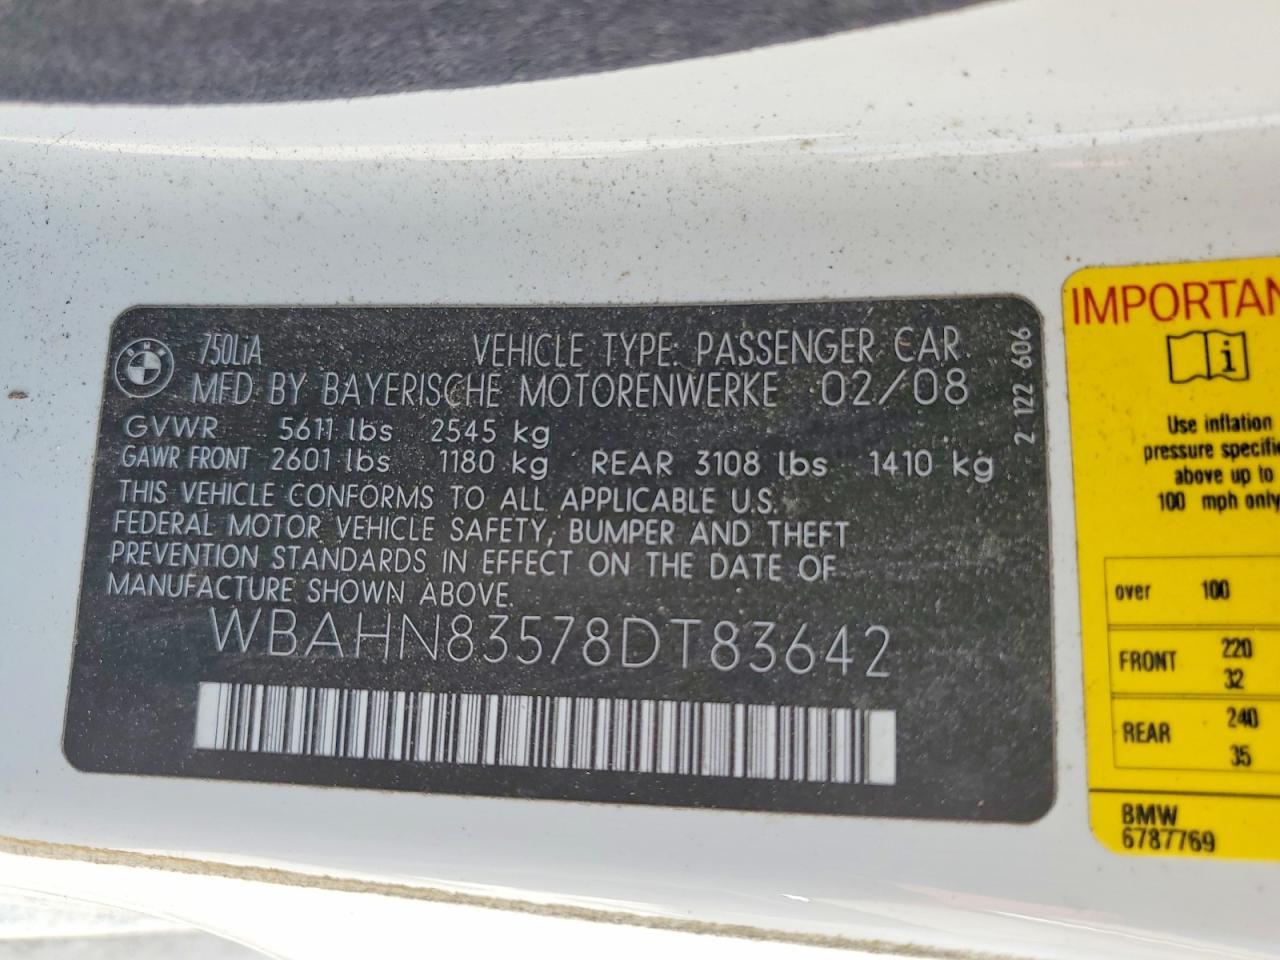 750LiA VEHICLE TYPE: PASSENGER CAR.
MFD BY BAYERISCHE MOTORENWERKE 02/08
GVWR 5611 lbs 2545 kg
GAWR FRONT 2601 lbs 1180 kg REAR 3108 lbs 1410 kg
THIS VEHICLE CONFORMS TO ALL APPLICABLE U.S.
FEDERAL MOTOR VEHICLE SAFETY, BUMPER AND THEFT
PREVENTION STANDARDS IN EFFECT ON THE DATE OF
MANUFACTURE SHOWN ABOVE.
WBAHN83578DT83642
2 122 606
IMPORTAN
Use inflation
pressure specifie
above up to
100 mph only
over 100
FRONT 220
32
REAR 240
35
BMW
6787769